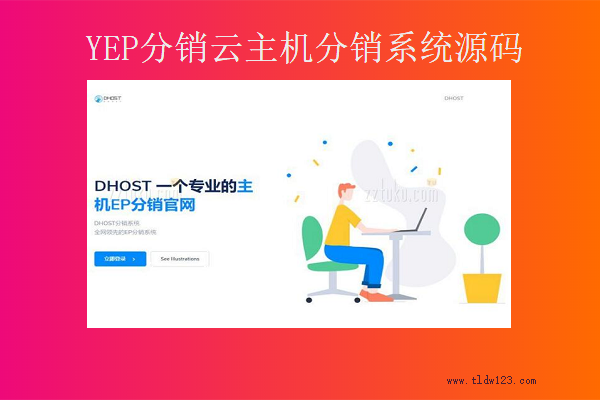 YEP分销云主机分销系统源码
DHOST
DHOST
DHOST 一个专业的主
机EP分销官网
DHOST分销系统
全网领先的EP分销系统
立即登录 >
See Illustrations
zztuku.com
zztuku.com
www.tldw123.com